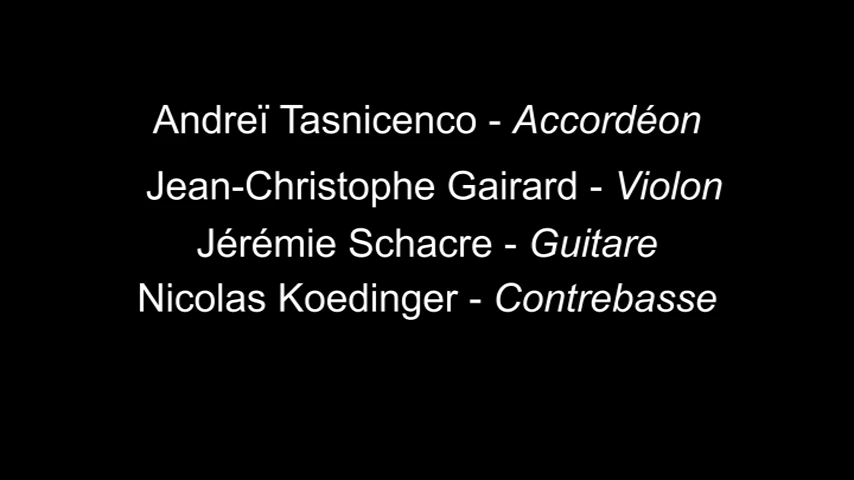 Andreï Tasnicenco - Accordéon
Jean-Christophe Gairard - Violon
Jérémie Schacre - Guitare
Nicolas Koedinger - Contrebasse